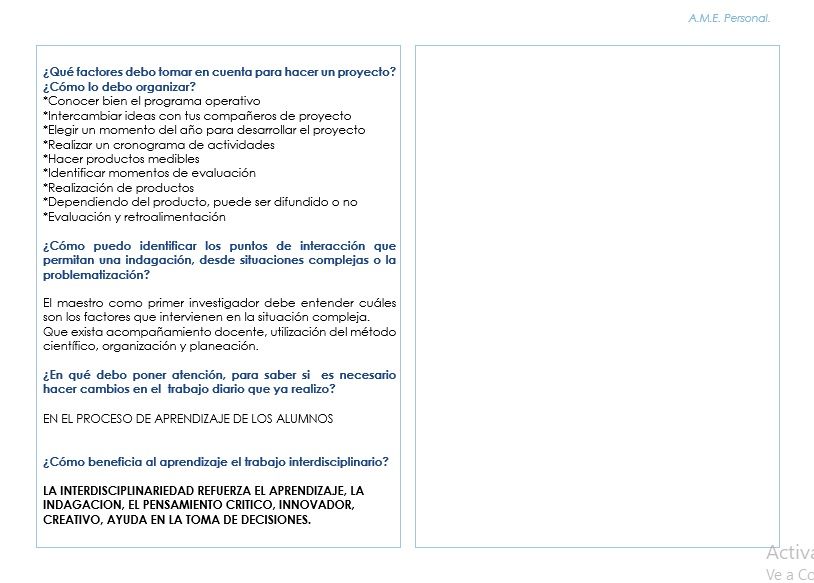 A.M.E. Personal.
¿Qué factores debo tomar en cuenta para hacer un proyecto?
¿Cómo lo debo organizar?
*Conocer bien el programa operativo
*Intercambiar ideas con tus compañeros de proyecto
*Elegir un momento del año para desarrollar el proyecto
*Realizar un cronograma de actividades
*Hacer productos medibles
*Identificar momentos de evaluación
*Realización de productos
*Dependiendo del producto, puede ser difundido o no
*Evaluación y retroalimentación
¿Cómo puedo identificar los puntos de interacción que
permitan una indagación, desde situaciones complejas o la
problematización?
El maestro como primer investigador debe entender cuáles
son los factores que intervienen en la situación compleja.
Que exista acompañamiento docente, utilización del método
científico, organización y planeación.
¿En qué debo poner atención, para saber si es necesario
hacer cambios en el trabajo diario que ya realizo?
EN EL PROCESO DE APRENDIZAJE DE LOS ALUMNOS
¿Cómo beneficia al aprendizaje el trabajo interdisciplinario?
LA INTERDISCIPLINARIEDAD REFUERZA EL APRENDIZAJE, LA
INDAGACION, EL PENSAMIENTO CRITICO, INNOVADOR,
CREATIVO, AYUDA EN LA TOMA DE DECISIONES.
Activa
Ve a Co